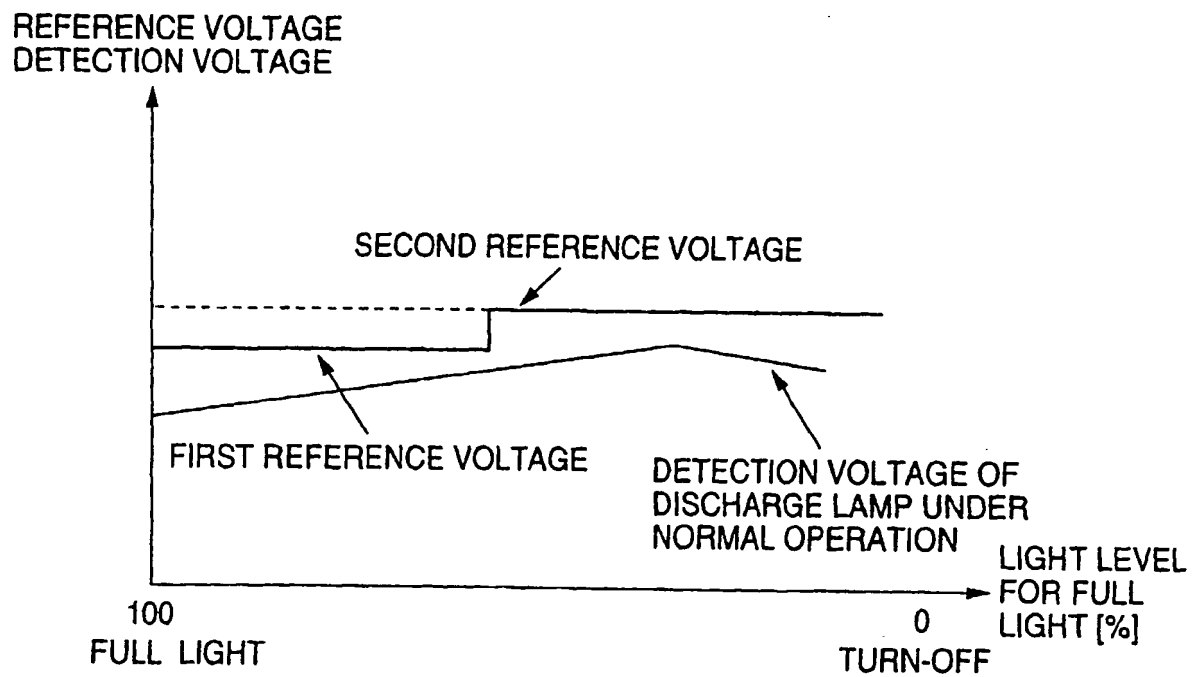 REFERENCE VOLTAGE
DETECTION VOLTAGE
SECOND REFERENCE VOLTAGE
FIRST REFERENCE VOLTAGE
DETECTION VOLTAGE OF
DISCHARGE LAMP UNDER
NORMAL OPERATION
LIGHT LEVEL
FOR FULL
LIGHT [%]
100
FULL LIGHT
0
TURN-OFF